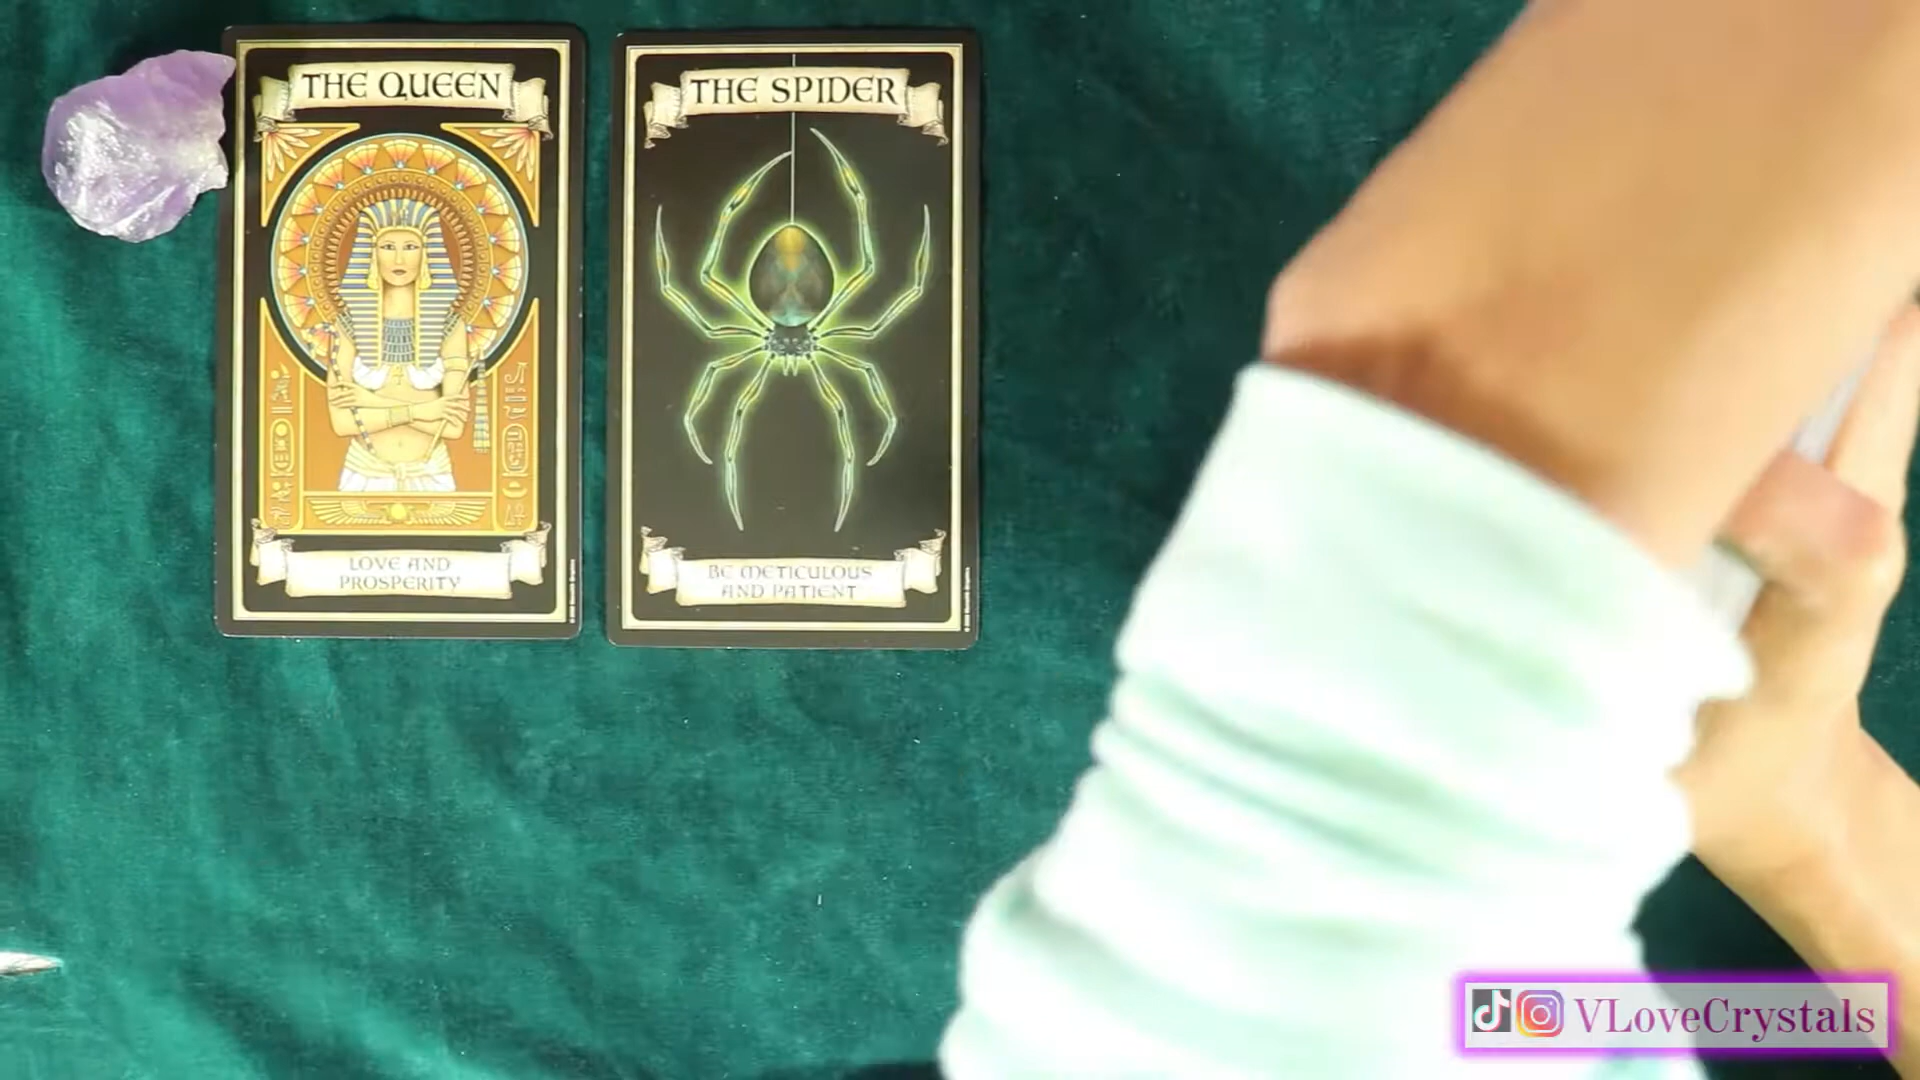 THE QUEEN
LOVE AND
PROSPERITY
THE SPIDER
BE METICULOUS
AND PATIENT
VLoveCrystals